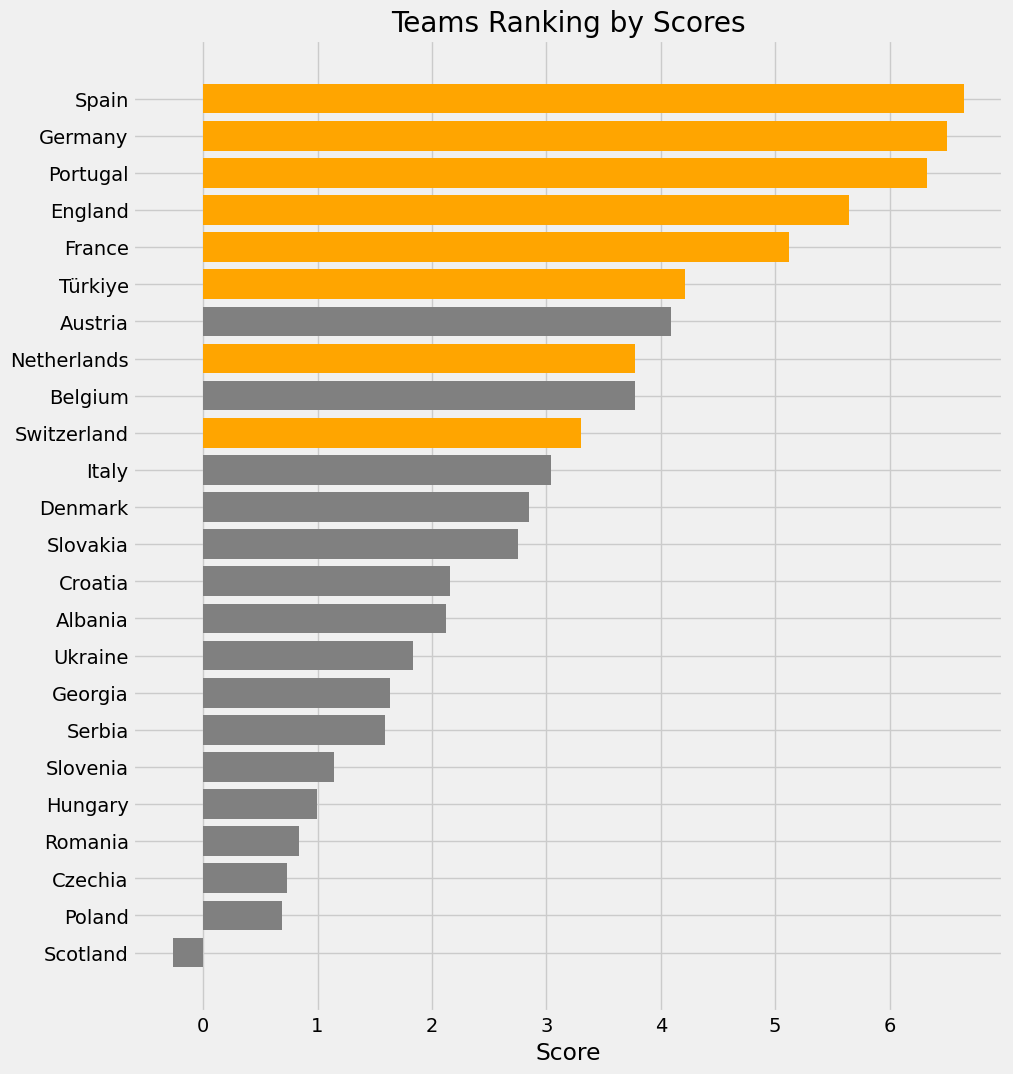 Teams Ranking by Scores
Spain
Germany
Portugal
England
France
Türkiye
Austria
Netherlands
Belgium
Switzerland
Italy
Denmark
Slovakia
Croatia
Albania
Ukraine
Georgia
Serbia
Slovenia
Hungary
Romania
Czechia
Poland
Scotland
0 1 2 3 4 5 6
Score